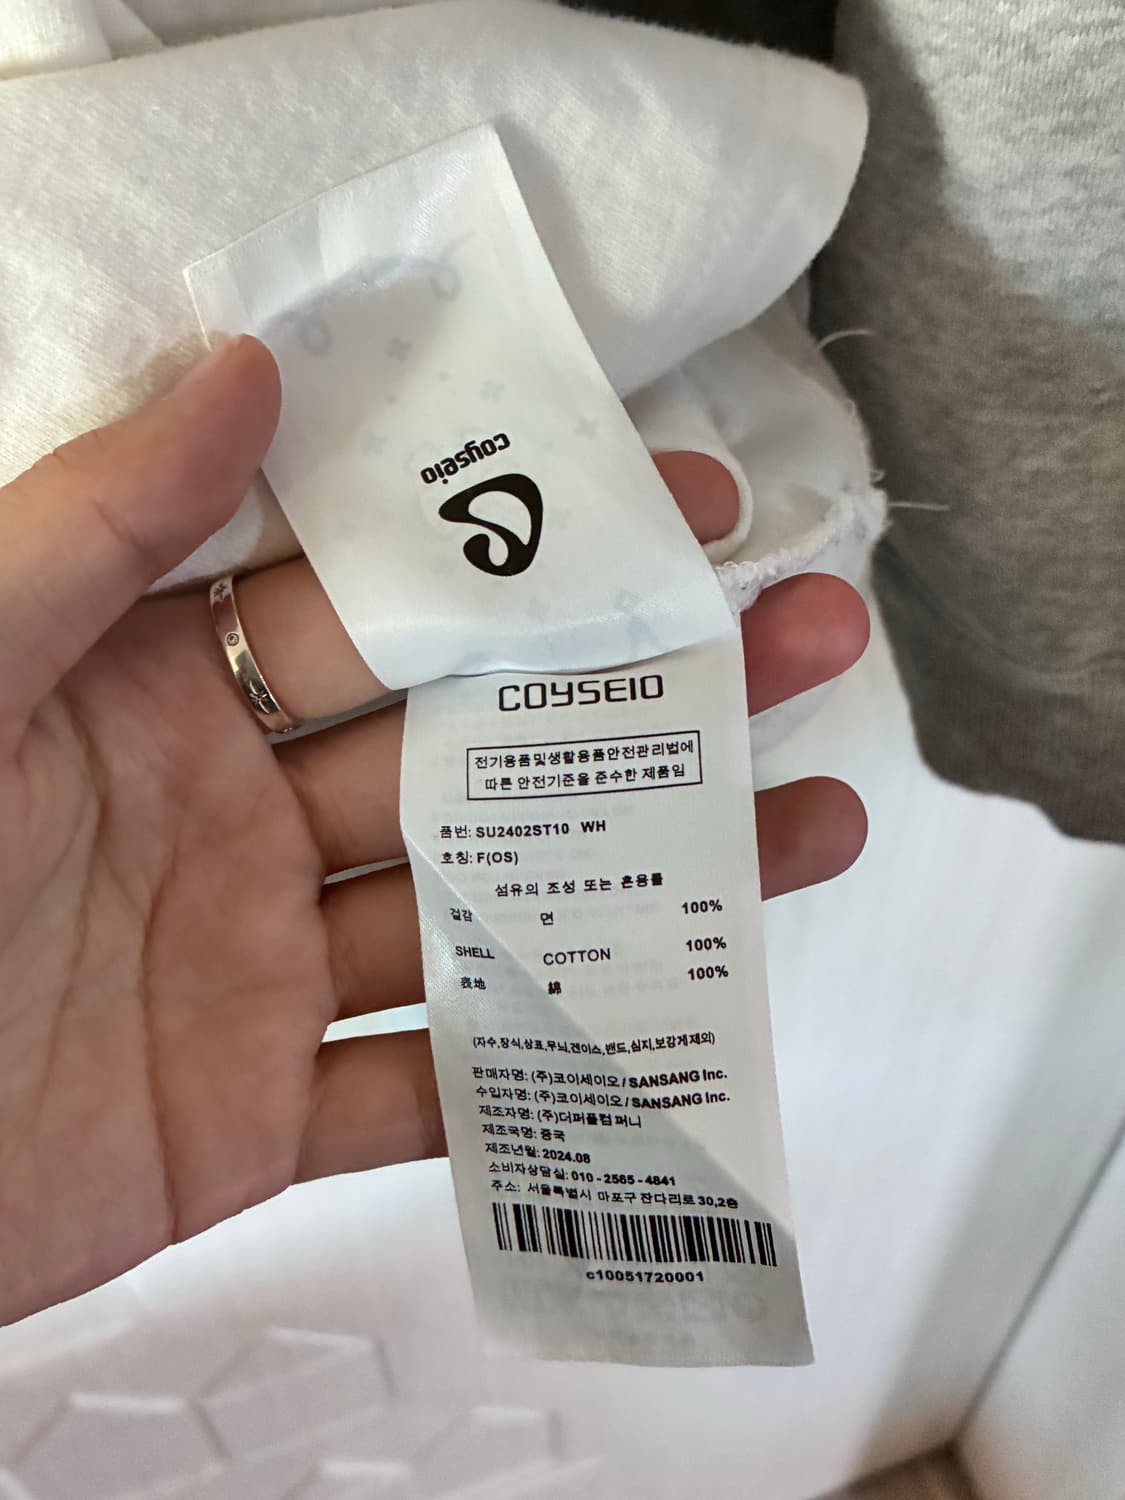 coyseio
COYSEIO
전기용품및생활용품안전관리법에
따른 안전기준을 준수한 제품임
품번: SU2402ST10 WH
호칭: F(OS)
섬유의 조성 또는 혼용률
겉감 면 100%
SHELL COTTON 100%
表地 綿 100%
(자수,장식,상표,무늬,레이스,밴드,심지,보강제제외)
판매자명: (주)코이세이오 / SANSANG Inc.
수입자명: (주)코이세이오 / SANSANG Inc.
제조자명: (주)더퍼플컴퍼니
제조국명: 중국
제조년월: 2024.08
소비자상담실: 010-2565-4841
주소: 서울특별시 마포구 잔다리로 30,2층
c10051720001